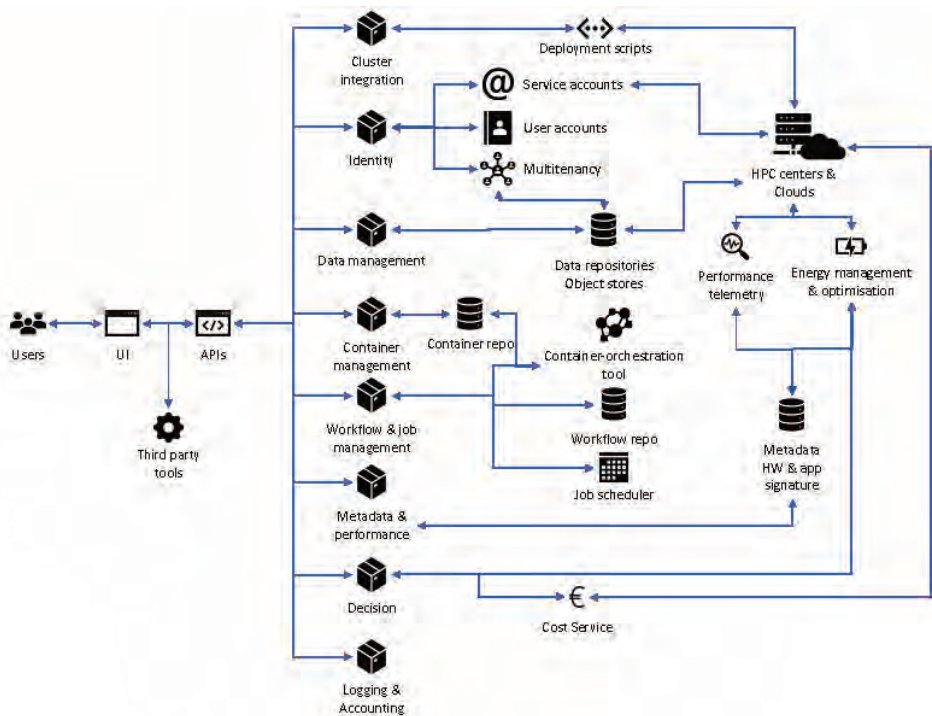 Deployment scripts
Cluster
integration
@
Service accounts
User accounts
Identity
Multitenancy
HPC centers &
Clouds
Data management
Data repositories
Object stores
Performance
telemetry
Energy management
& optimisation
Users
UI
</>
APIs
Container
management
Container repo
Container-orchestration
tool
Third party
tools
Workflow & job
management
Workflow repo
Job scheduler
Metadata
HW & app
signature
Metadata &
performance
Decision
€
Cost Service
Logging &
Accounting